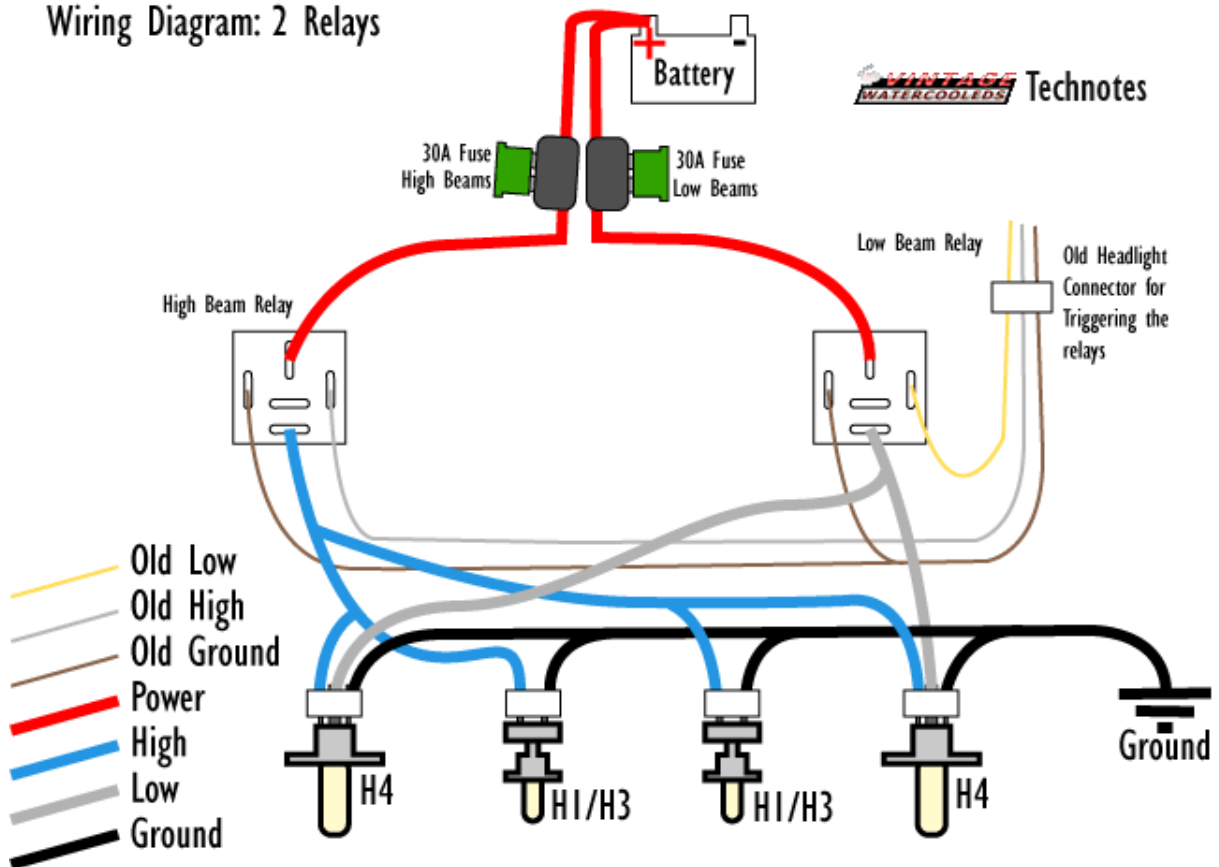 Wiring Diagram: 2 Relays
Battery
VINTAGE
WATERCOOLEDS
Technotes
30A Fuse
High Beams
30A Fuse
Low Beams
Low Beam Relay
Old Headlight
Connector for
Triggering the
relays
High Beam Relay
Old Low
Old High
Old Ground
Power
High
Low
Ground
H4
H1/H3
H1/H3
H4
Ground